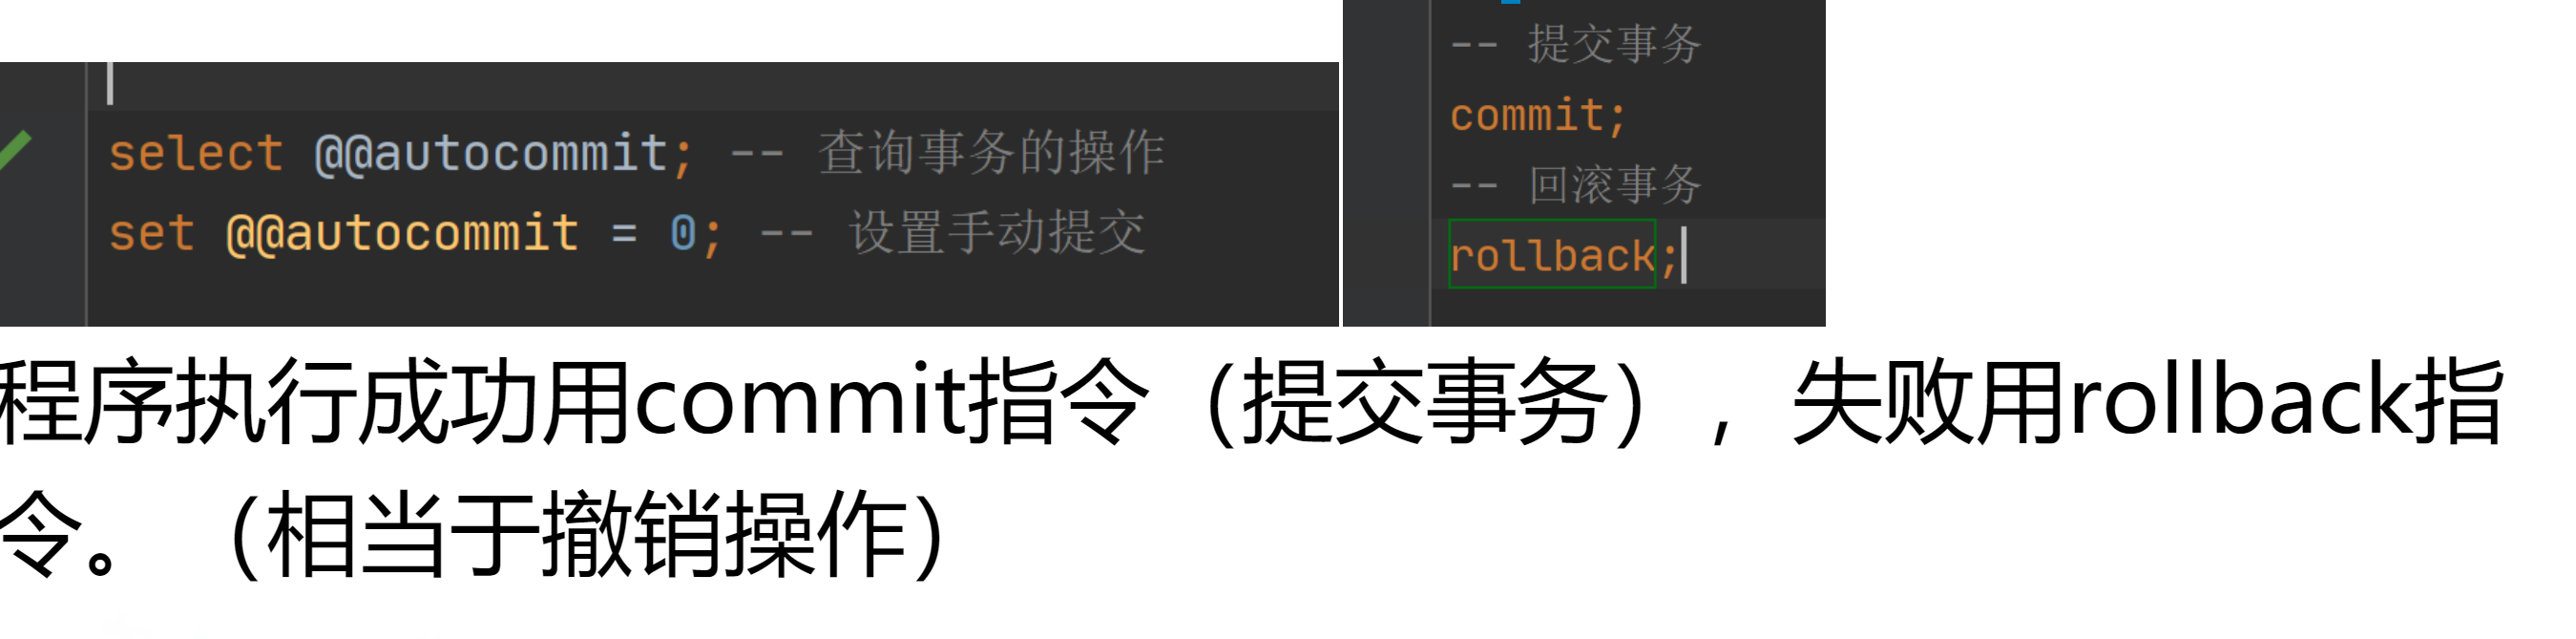 select @@autocommit; -- 查询事务的操作
set @@autocommit = 0; -- 设置手动提交
-- 提交事务
commit;
-- 回滚事务
rollback;
程序执行成功用commit指令（提交事务），失败用rollback指
令。（相当于撤销操作）